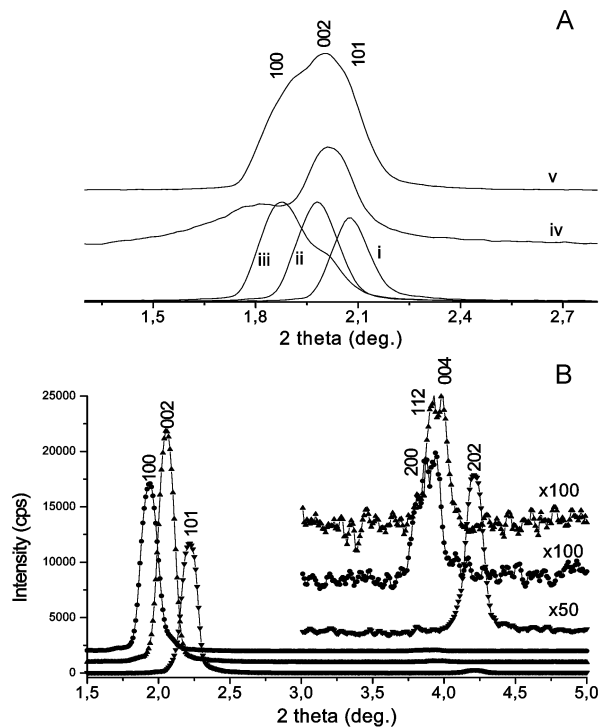 A
100
002
101
v
iv
iii
ii
i
1,5
1,8
2,1
2,4
2,7
2 theta (deg.)
B
25000
20000
15000
10000
5000
0
Intensity (cps)
100
002
101
200
112
004
202
x100
x100
x50
1,5
2,0
2,5
3,0
3,5
4,0
4,5
5,0
2 theta (deg.)